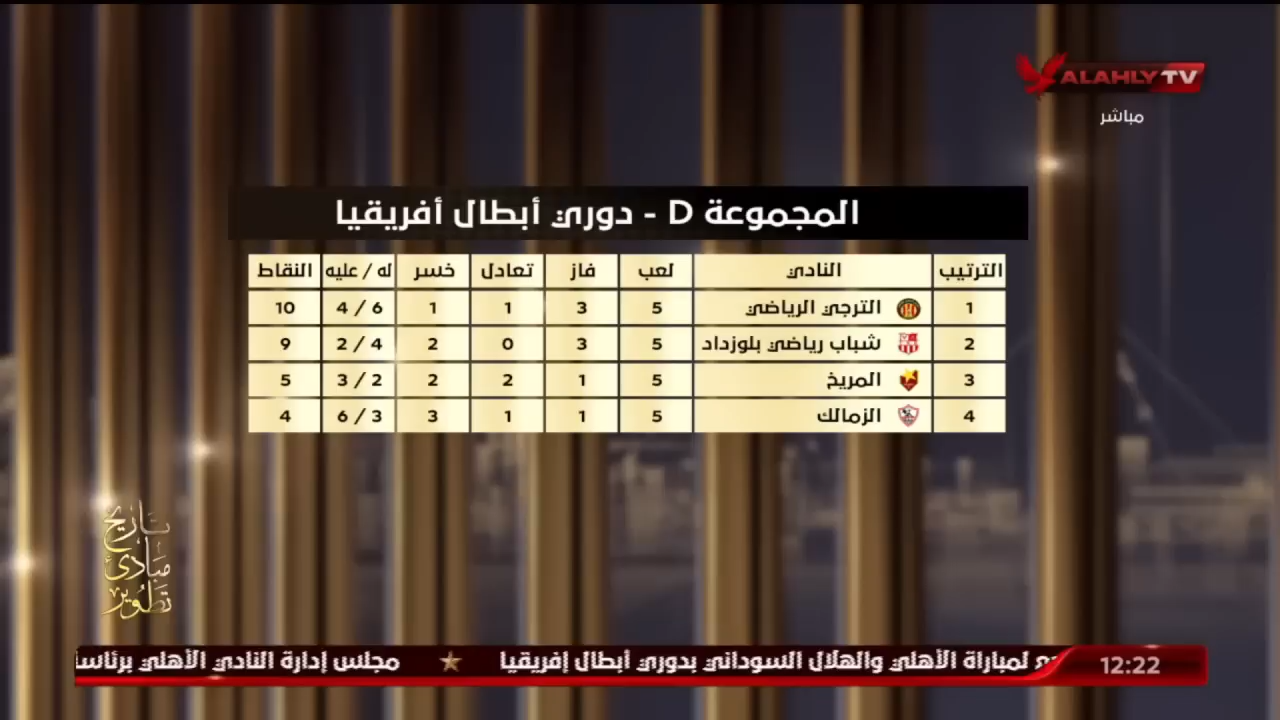 ALAHLY TV
مباشر
المجموعة D - دوري أبطال أفريقيا
الترتيب النادي لعب فاز تعادل خسر له / عليه النقاط
1 الترجي الرياضي 5 3 1 1 6 / 4 10
2 شباب رياضي بلوزداد 5 3 0 2 4 / 2 9
3 المريخ 5 1 2 2 2 / 3 5
4 الزمالك 5 1 1 3 3 / 6 4
تاريخ
مبادئ
تطوير
12:22 لمباراة الأهلي والهلال السوداني بدوري أبطال إفريقيا ★ مجلس إدارة النادي الأهلي